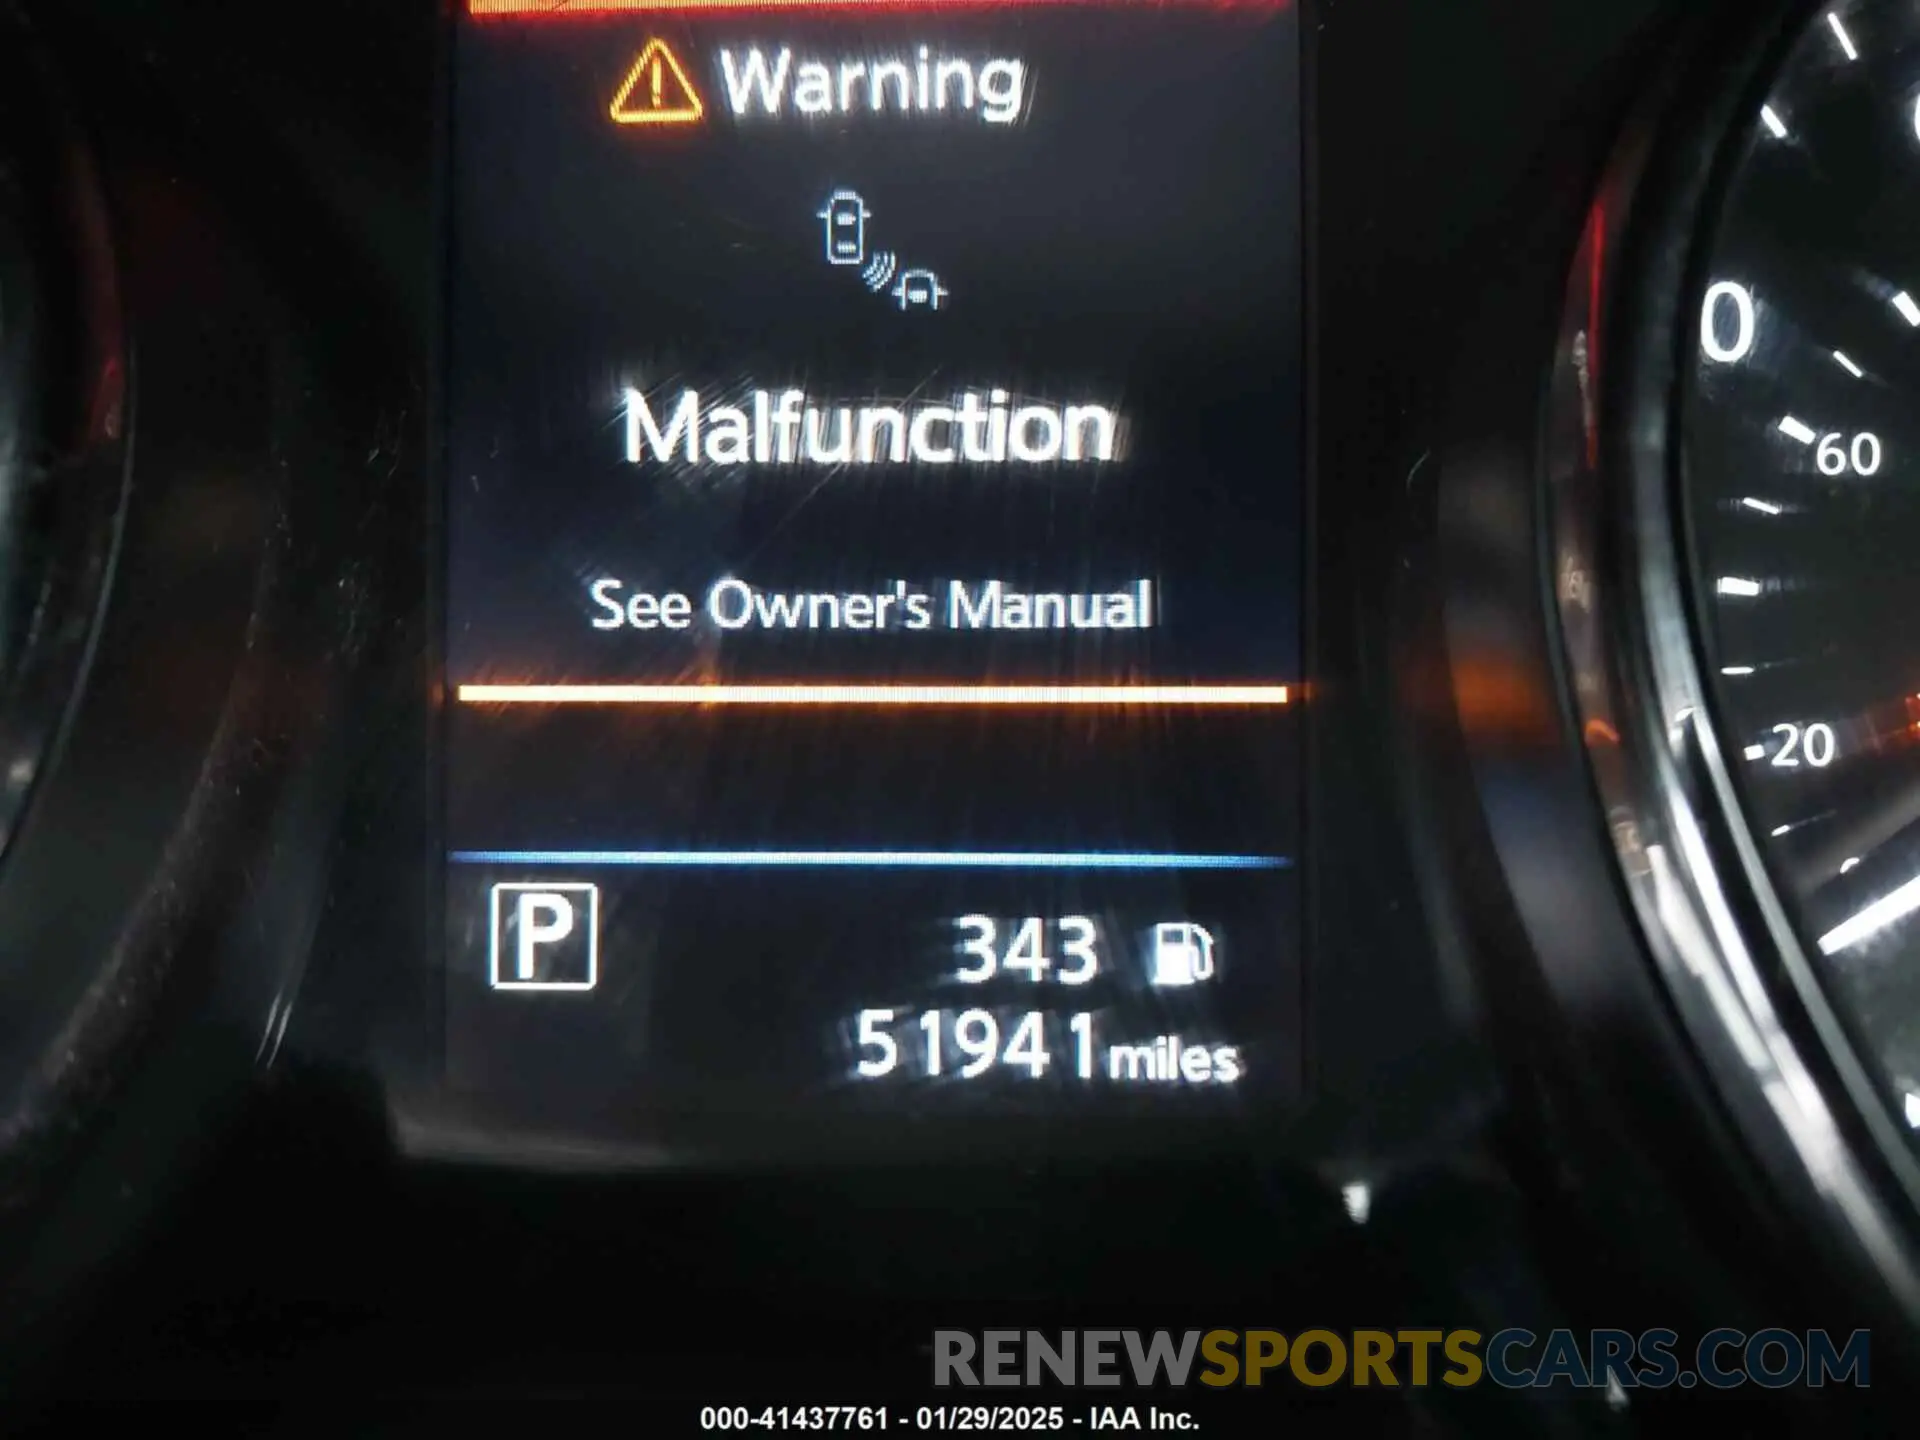 Warning
Malfunction
See Owner's Manual
P
343
51941 miles
0
60
20
RENEWSPORTSCARS.COM
000-41437761 - 01/29/2025 - IAA Inc.